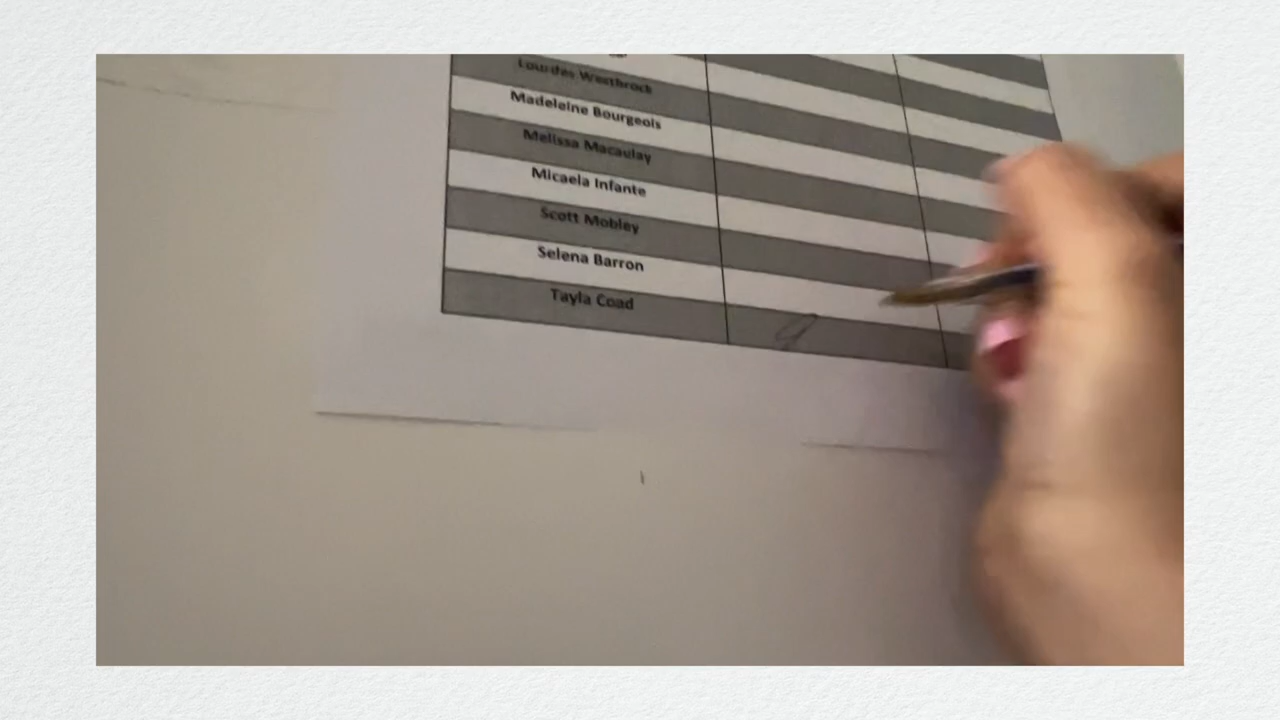 Lourdes Westbrock
Madeleine Bourgeois
Melissa Macaulay
Micaela Infante
Scott Mobley
Selena Barron
Tayla Coad